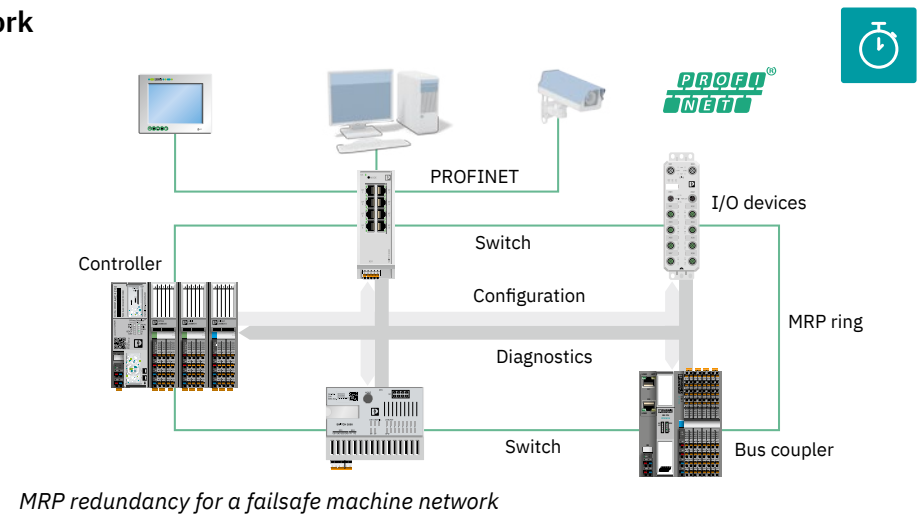 ork
PROFI®
NET
PROFINET
I/O devices
Switch
Controller
Configuration
MRP ring
Diagnostics
Switch
Bus coupler
MRP redundancy for a failsafe machine network